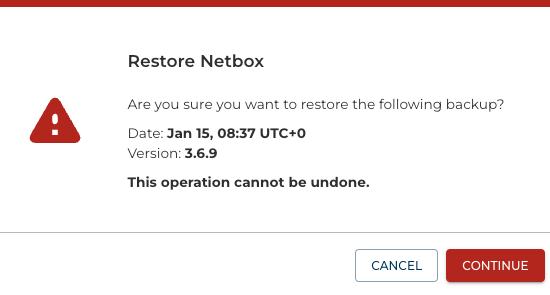 Restore Netbox
Are you sure you want to restore the following backup?
Date: Jan 15, 08:37 UTC+0
Version: 3.6.9
This operation cannot be undone.
CANCEL
CONTINUE